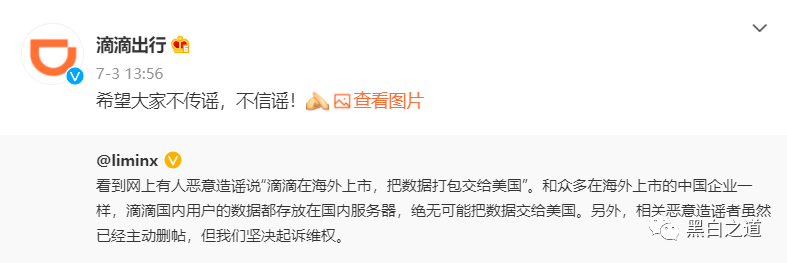 滴滴出行
7-3 13:56
希望大家不传谣，不信谣！ 查看图片
@liminx
看到网上有人恶意造谣说“滴滴在海外上市，把数据打包交给美国”。和众多在海外上市的中国企业一
样，滴滴国内用户的数据都存放在国内服务器，绝无可能把数据交给美国。另外，相关恶意造谣者虽然
已经主动删帖，但我们坚决起诉维权。
黑白之道